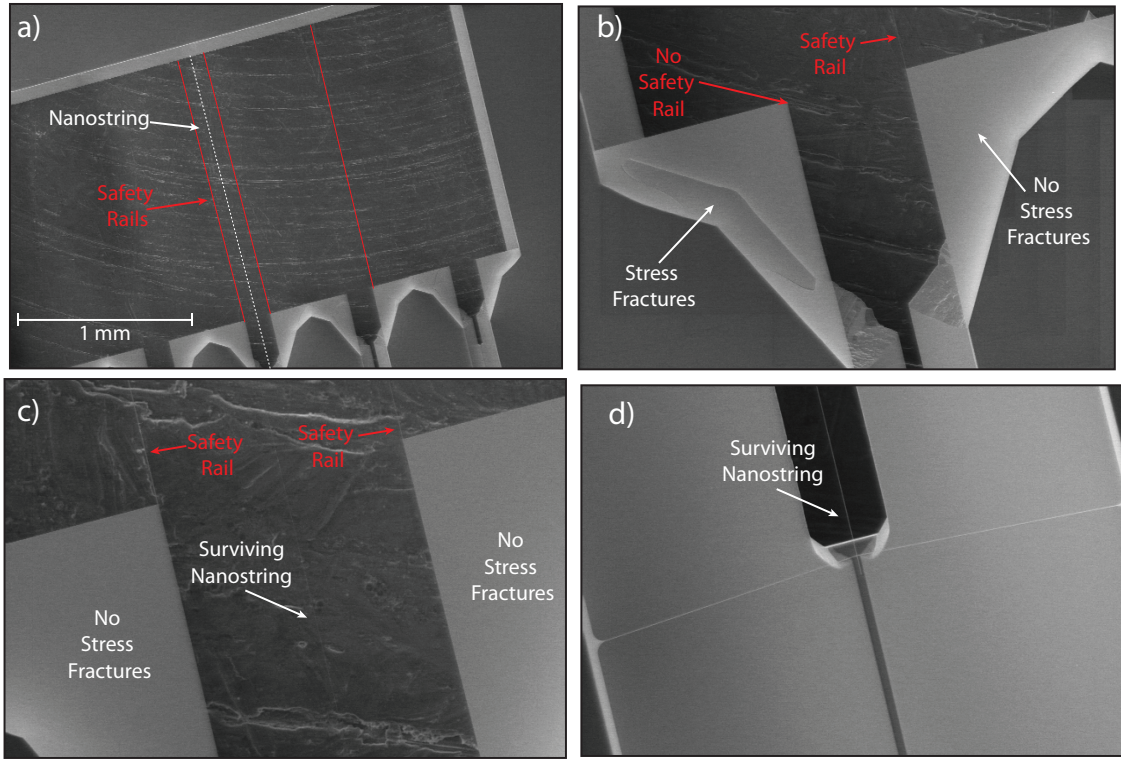 a)
Nanostring
Safety
Rails
1 mm
b)
No
Safety
Rail
Safety
Rail
Stress
Fractures
No
Stress
Fractures
c)
Safety
Rail
Safety
Rail
Surviving
Nanostring
No
Stress
Fractures
No
Stress
Fractures
d)
Surviving
Nanostring